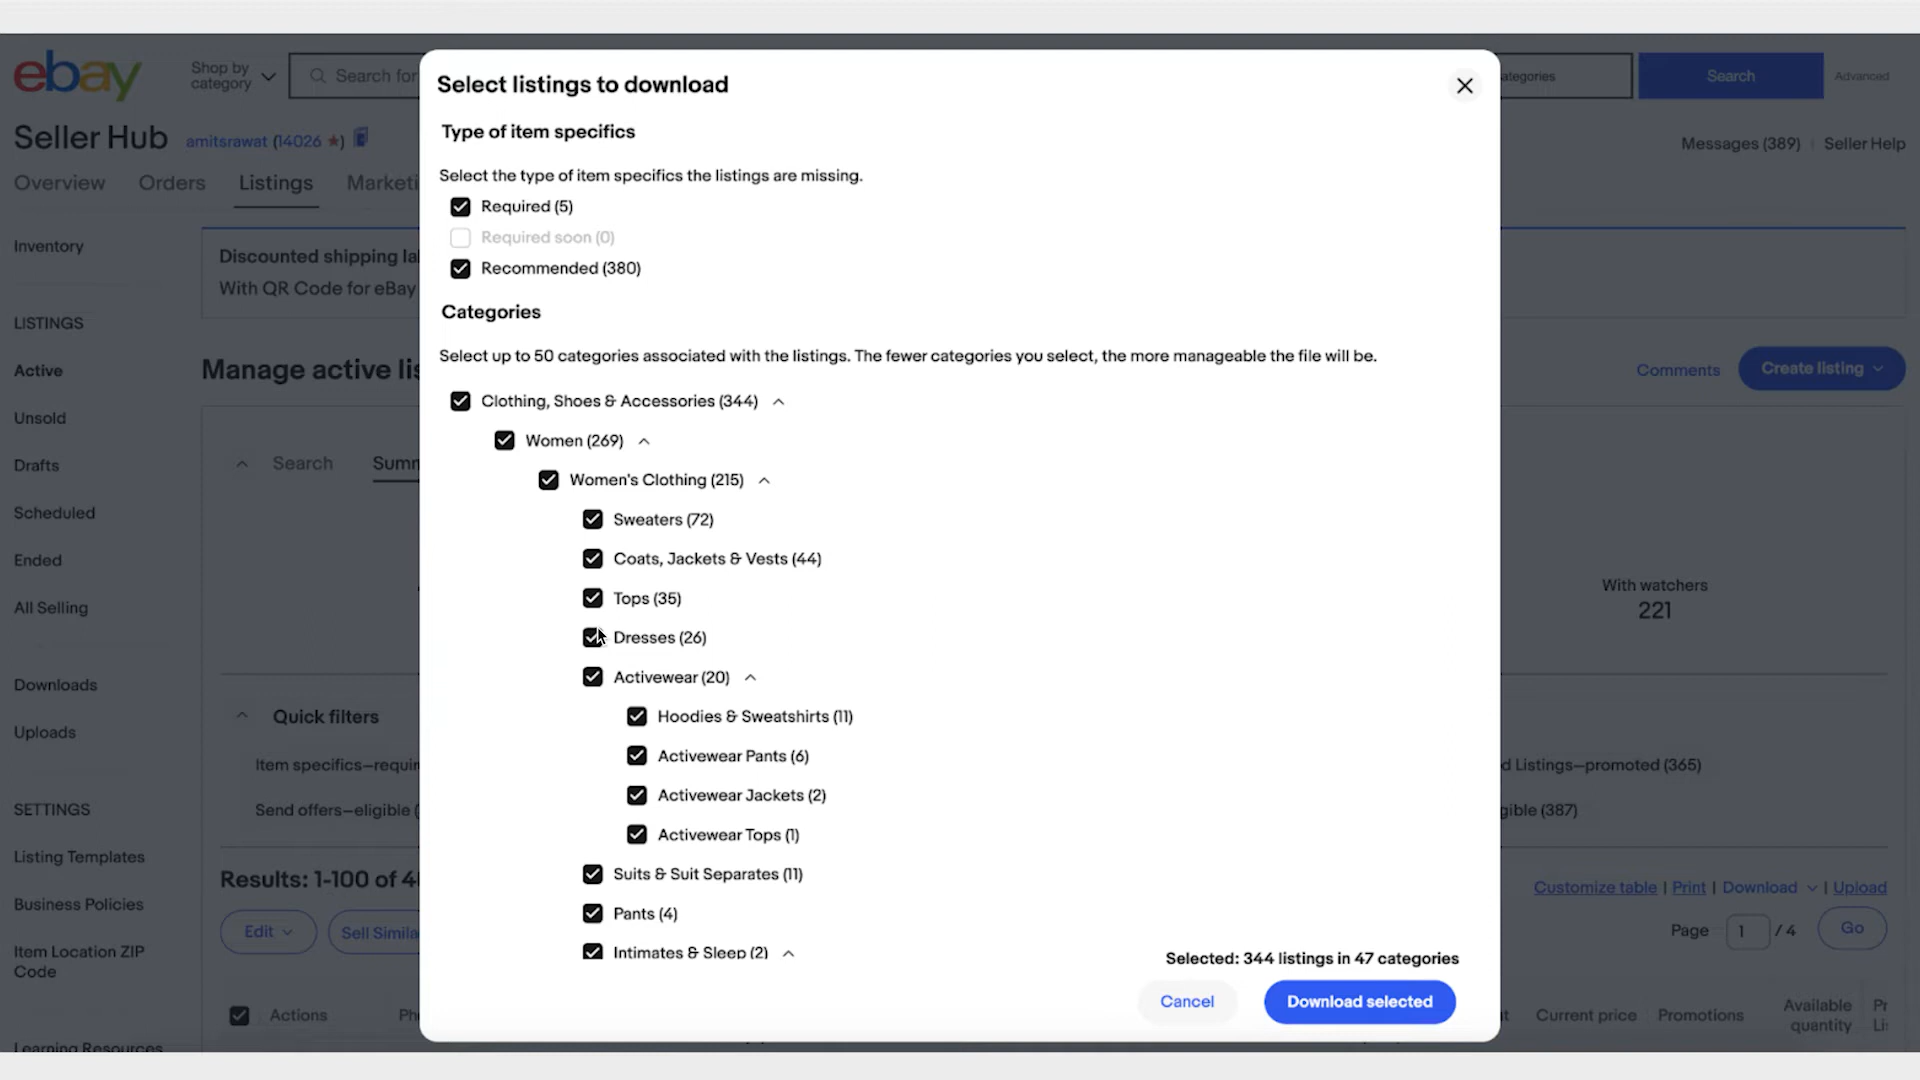 ebay
Shop by
category
Search for
ategories
Search
Advanced
Seller Hub
amitsrawat (14026 ★)
Messages (389)
Seller Help
Overview
Orders
Listings
Marketi
Inventory
LISTINGS
Active
Unsold
Drafts
Scheduled
Ended
All Selling
Downloads
Uploads
SETTINGS
Listing Templates
Business Policies
Item Location ZIP
Code
Learning Resources
Discounted shipping la
With QR Code for eBay
Manage active lis
Comments
Create listing
Search
Summ
With watchers
221
Quick filters
Item specifics—requir
d Listings—promoted (365)
Send offers—eligible (
gible (387)
Results: 1-100 of 4
Customize table | Print | Download | Upload
Edit
Sell Simila
Page 1 / 4 Go
Actions
Ph
Current price
Promotions
Available
quantity
Select listings to download
Type of item specifics
Select the type of item specifics the listings are missing.
Required (5)
Required soon (0)
Recommended (380)
Categories
Select up to 50 categories associated with the listings. The fewer categories you select, the more manageable the file will be.
Clothing, Shoes & Accessories (344)
Women (269)
Women's Clothing (215)
Sweaters (72)
Coats, Jackets & Vests (44)
Tops (35)
Dresses (26)
Activewear (20)
Hoodies & Sweatshirts (11)
Activewear Pants (6)
Activewear Jackets (2)
Activewear Tops (1)
Suits & Suit Separates (11)
Pants (4)
Intimates & Sleep (2)
Selected: 344 listings in 47 categories
Cancel
Download selected